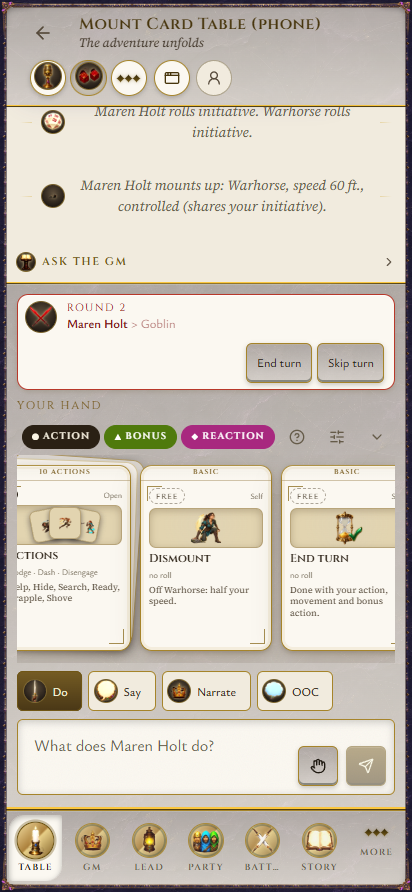 Mount Card Table (phone)
The adventure unfolds
Maren Holt rolls initiative. Warhorse rolls
initiative.
Maren Holt mounts up: Warhorse, speed 60 ft.,
controlled (shares your initiative).
ASK THE GM
ROUND 2
Maren Holt > Goblin
End turn
Skip turn
YOUR HAND
ACTION
BONUS
REACTION
10 ACTIONS
Open
CTIONS
odge · Dash · Disengage
elp, Hide, Search, Ready,
rapple, Shove
BASIC
FREE
Self
Dismount
no roll
Off Warhorse: half your
speed.
BASIC
FREE
S
End turn
no roll
Done with your action,
movement and bonus
action.
Do
Say
Narrate
OOC
What does Maren Holt do?
TABLE
GM
LEAD
PARTY
BATT…
STORY
MORE